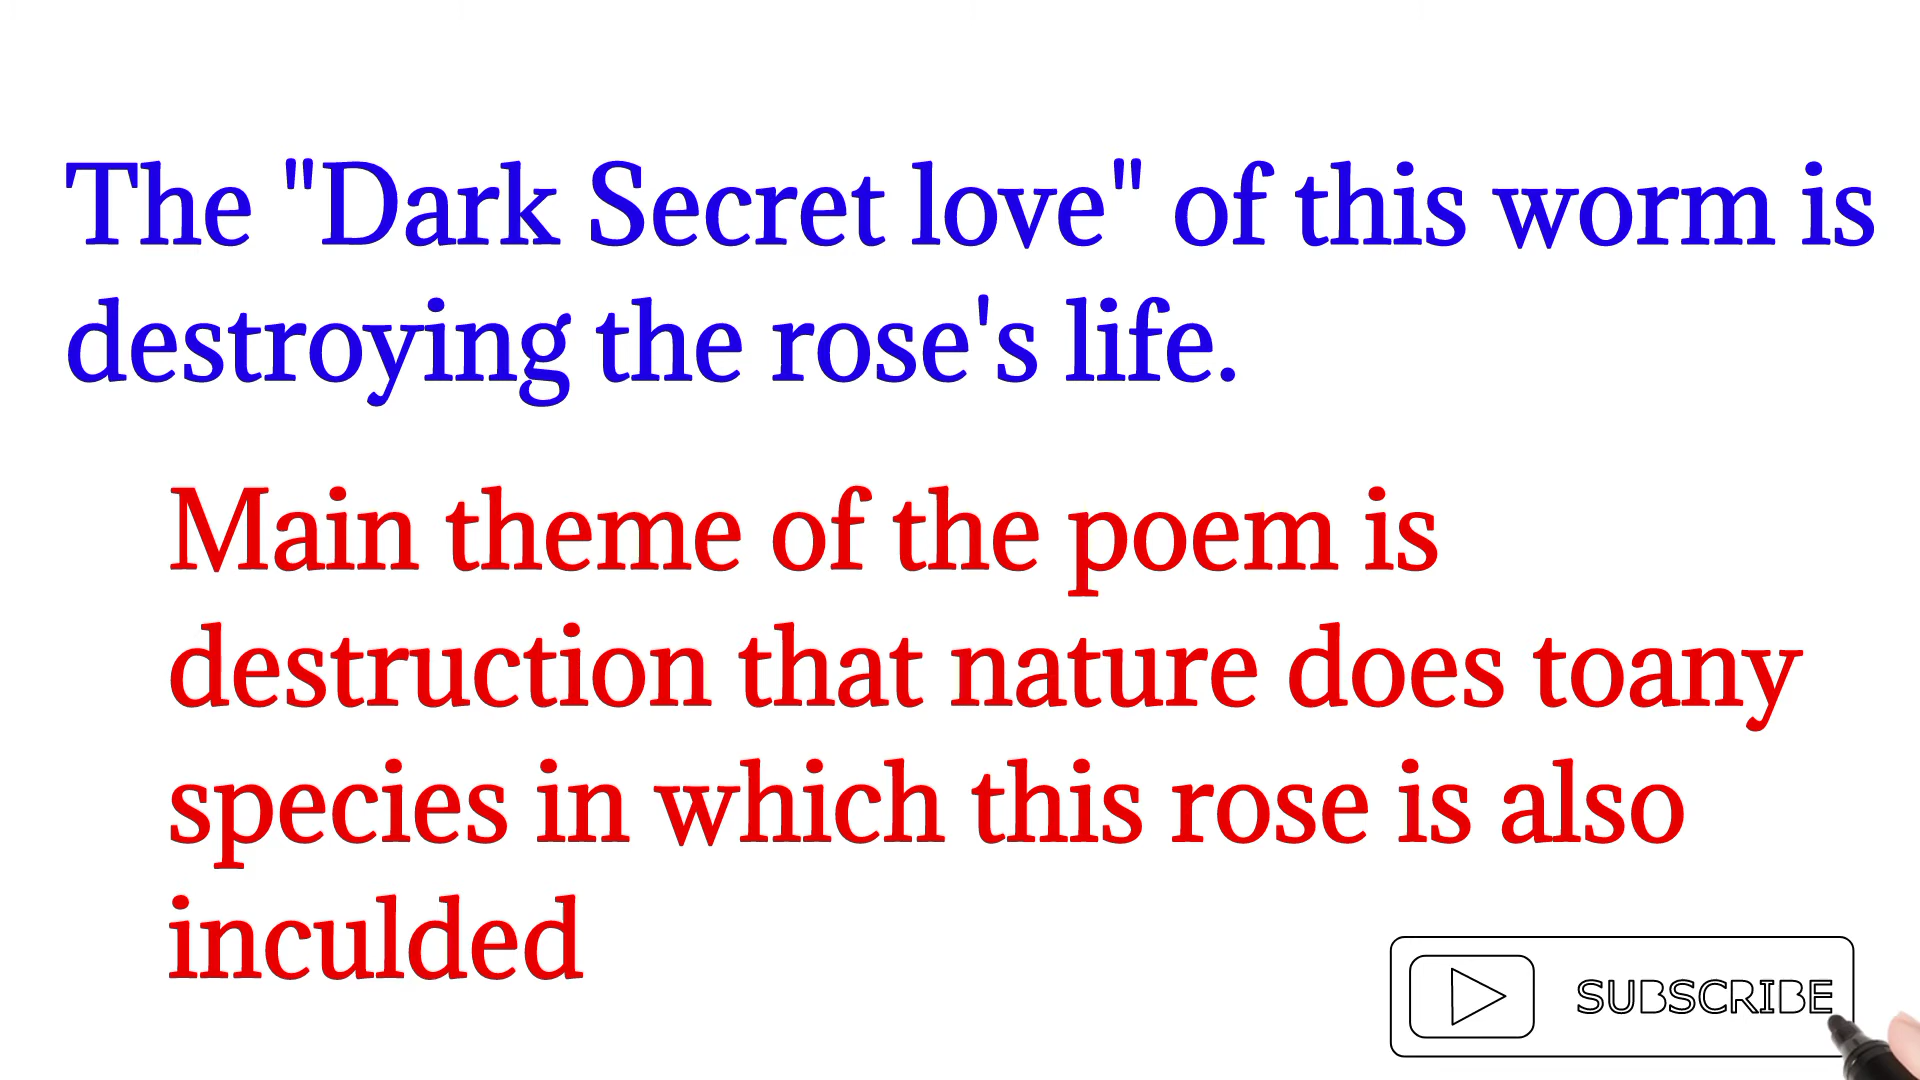 The "Dark Secret love" of this worm is
destroying the rose's life.
Main theme of the poem is
destruction that nature does toany
species in which this rose is also
inculded
SUBSCRIBE